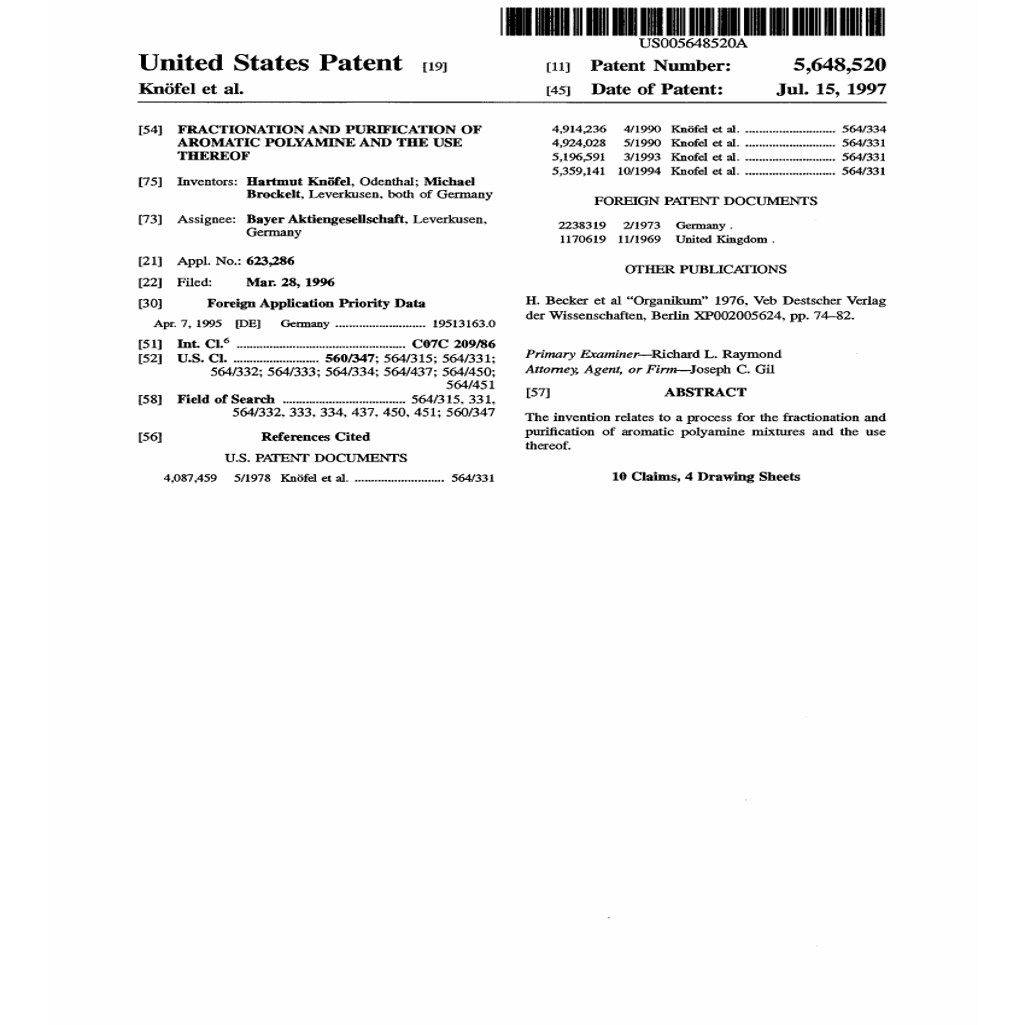 US005648520A
United States Patent [19]
Knöfel et al.
[11] Patent Number: 5,648,520
[45] Date of Patent: Jul. 15, 1997
[54] FRACTIONATION AND PURIFICATION OF
AROMATIC POLYAMINE AND THE USE
THEREOF
[75] Inventors: Hartmut Knöfel, Odenthal; Michael
Brockelt, Leverkusen, both of Germany
[73] Assignee: Bayer Aktiengesellschaft, Leverkusen,
Germany
[21] Appl. No.: 623,286
[22] Filed: Mar. 28, 1996
[30] Foreign Application Priority Data
Apr. 7, 1995 [DE] Germany ............................ 19513163.0
[51] Int. Cl.⁶ .................................................... C07C 209/86
[52] U.S. Cl. .......................... 560/347; 564/315; 564/331;
564/332; 564/333; 564/334; 564/437; 564/450;
564/451
[58] Field of Search ...................................... 564/315, 331,
564/332, 333, 334, 437, 450, 451; 560/347
[56] References Cited
U.S. PATENT DOCUMENTS
4,087,459 5/1978 Knöfel et al. ............................ 564/331
4,914,236 4/1990 Knöfel et al. ............................ 564/334
4,924,028 5/1990 Knofel et al. ............................ 564/331
5,196,591 3/1993 Knofel et al. ............................ 564/331
5,359,141 10/1994 Knofel et al. ............................ 564/331
FOREIGN PATENT DOCUMENTS
2238319 2/1973 Germany .
1170619 11/1969 United Kingdom .
OTHER PUBLICATIONS
H. Becker et al “Organikum” 1976, Veb Destscher Verlag
der Wissenschaften, Berlin XP002005624, pp. 74–82.
Primary Examiner—Richard L. Raymond
Attorney, Agent, or Firm—Joseph C. Gil
[57] ABSTRACT
The invention relates to a process for the fractionation and
purification of aromatic polyamine mixtures and the use
thereof.
10 Claims, 4 Drawing Sheets